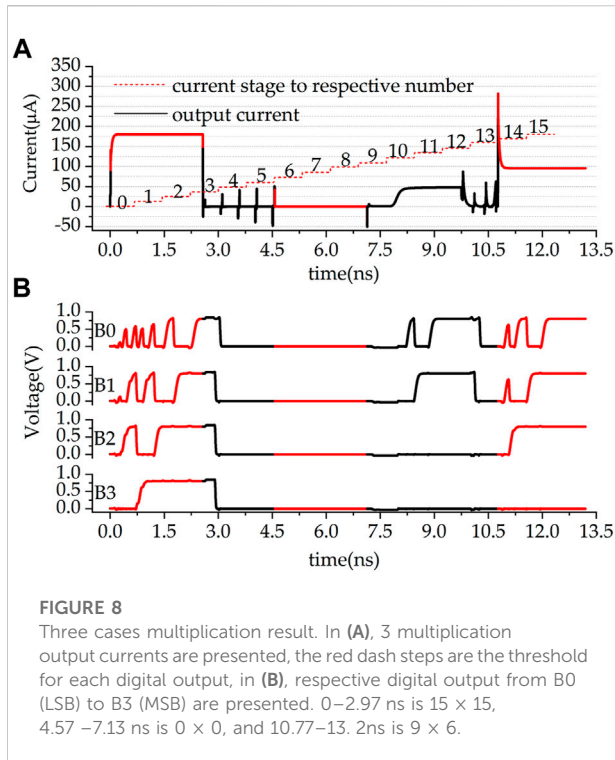 A
350
300
250
200
150
100
50
0
-50
Current(μA)
current stage to respective number
output current
0 1 2 3 4 5 6 7 8 9 10 11 12 13 14 15
0.0 1.5 3.0 4.5 6.0 7.5 9.0 10.5 12.0 13.5
time(ns)
B
Voltage(V)
1.0
0.5
0.0
B0
1.0
0.5
0.0
B1
1.0
0.5
0.0
B2
1.0
0.5
0.0
B3
0.0 1.5 3.0 4.5 6.0 7.5 9.0 10.5 12.0 13.5
time(ns)
FIGURE 8
Three cases multiplication result. In (A), 3 multiplication
output currents are presented, the red dash steps are the threshold
for each digital output, in (B), respective digital output from B0
(LSB) to B3 (MSB) are presented. 0–2.97 ns is 15 × 15,
4.57 –7.13 ns is 0 × 0, and 10.77–13. 2ns is 9 × 6.